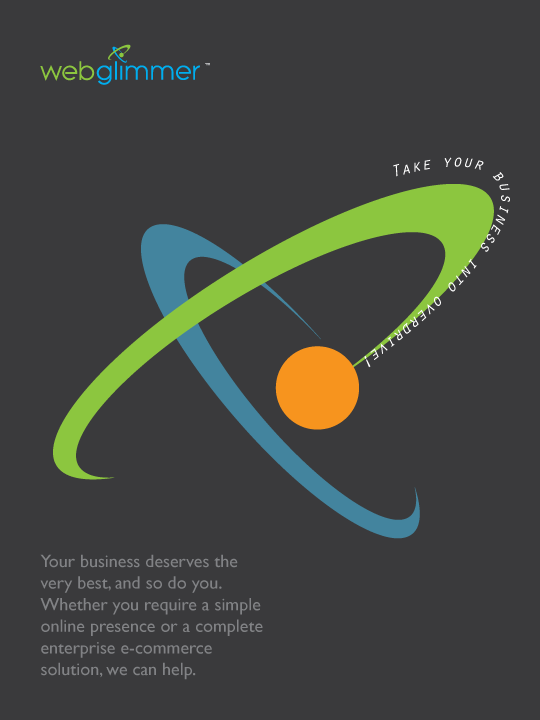 webglimmer™
Take your business into overdrive!
Your business deserves the
very best, and so do you.
Whether you require a simple
online presence or a complete
enterprise e-commerce
solution, we can help.